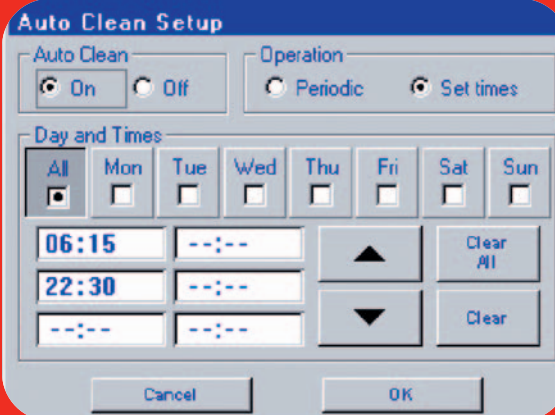 Auto Clean Setup
Auto Clean Operation
On Off Periodic Set times
Day and Times
All Mon Tue Wed Thu Fri Sat Sun
06:15 --:-- Clear All
22:30 --:--
--:-- --:-- Clear
Cancel OK